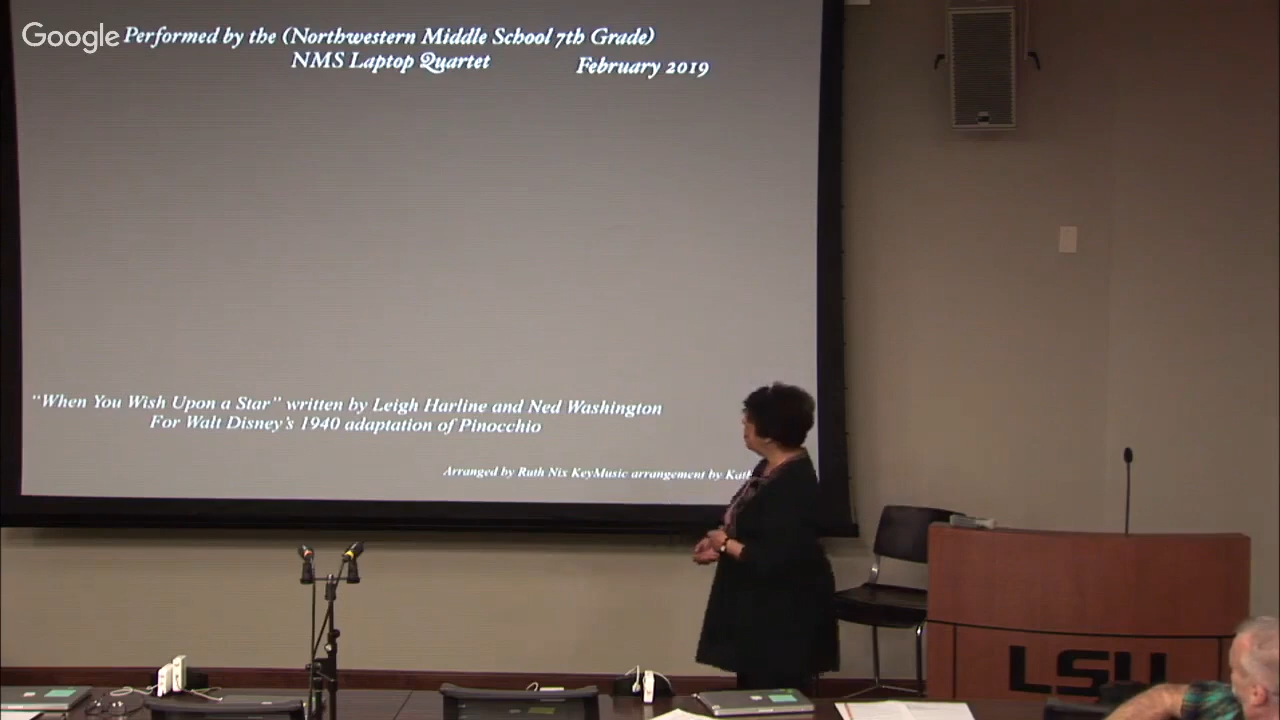 Google
Performed by the (Northwestern Middle School 7th Grade)
NMS Laptop Quartet February 2019
“When You Wish Upon a Star” written by Leigh Harline and Ned Washington
For Walt Disney's 1940 adaptation of Pinocchio
Arranged by Ruth Nix KeyMusic arrangement by
LSU